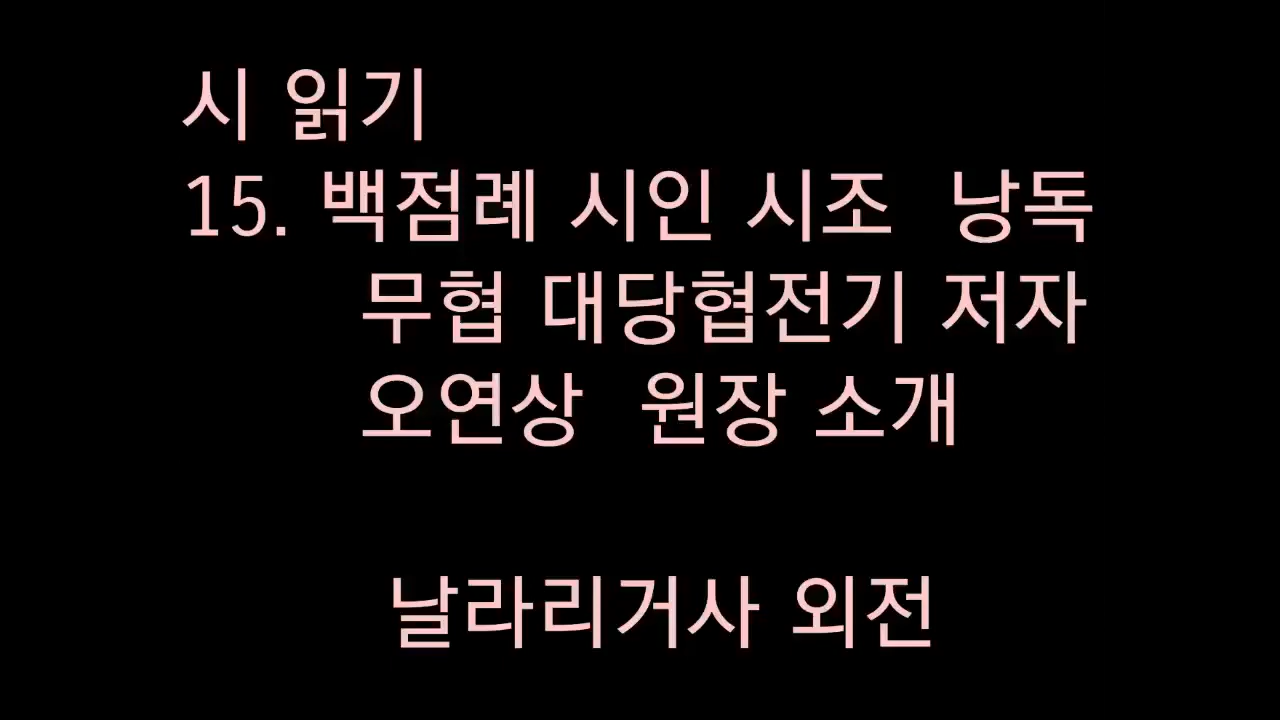 시 읽기
15. 백점례 시인 시조 낭독
무협 대당협전기 저자
오연상 원장 소개
날라리거사 외전